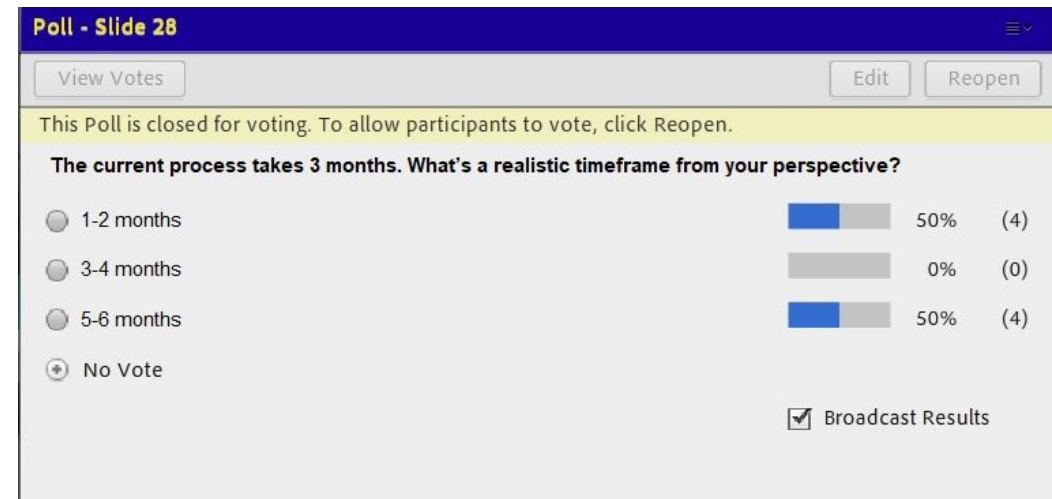 Poll - Slide 28
View Votes Edit Reopen
This Poll is closed for voting. To allow participants to vote, click Reopen.
The current process takes 3 months. What's a realistic timeframe from your perspective?
1-2 months 50% (4)
3-4 months 0% (0)
5-6 months 50% (4)
No Vote
Broadcast Results